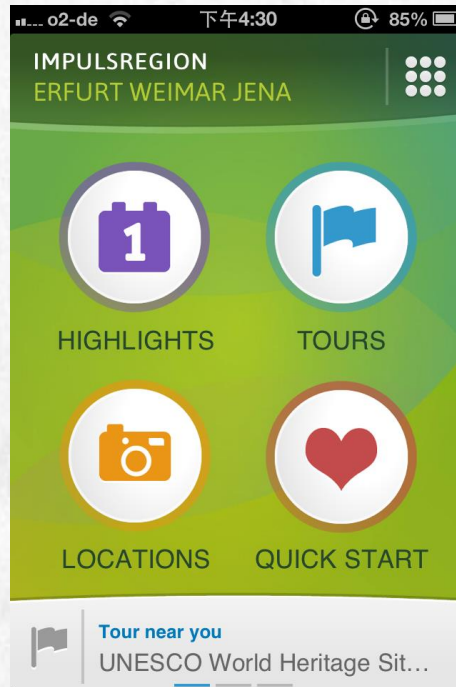 o2-de 下午4:30 85%
IMPULSREGION
ERFURT WEIMAR JENA
1
HIGHLIGHTS TOURS
LOCATIONS QUICK START
Tour near you
UNESCO World Heritage Sit...